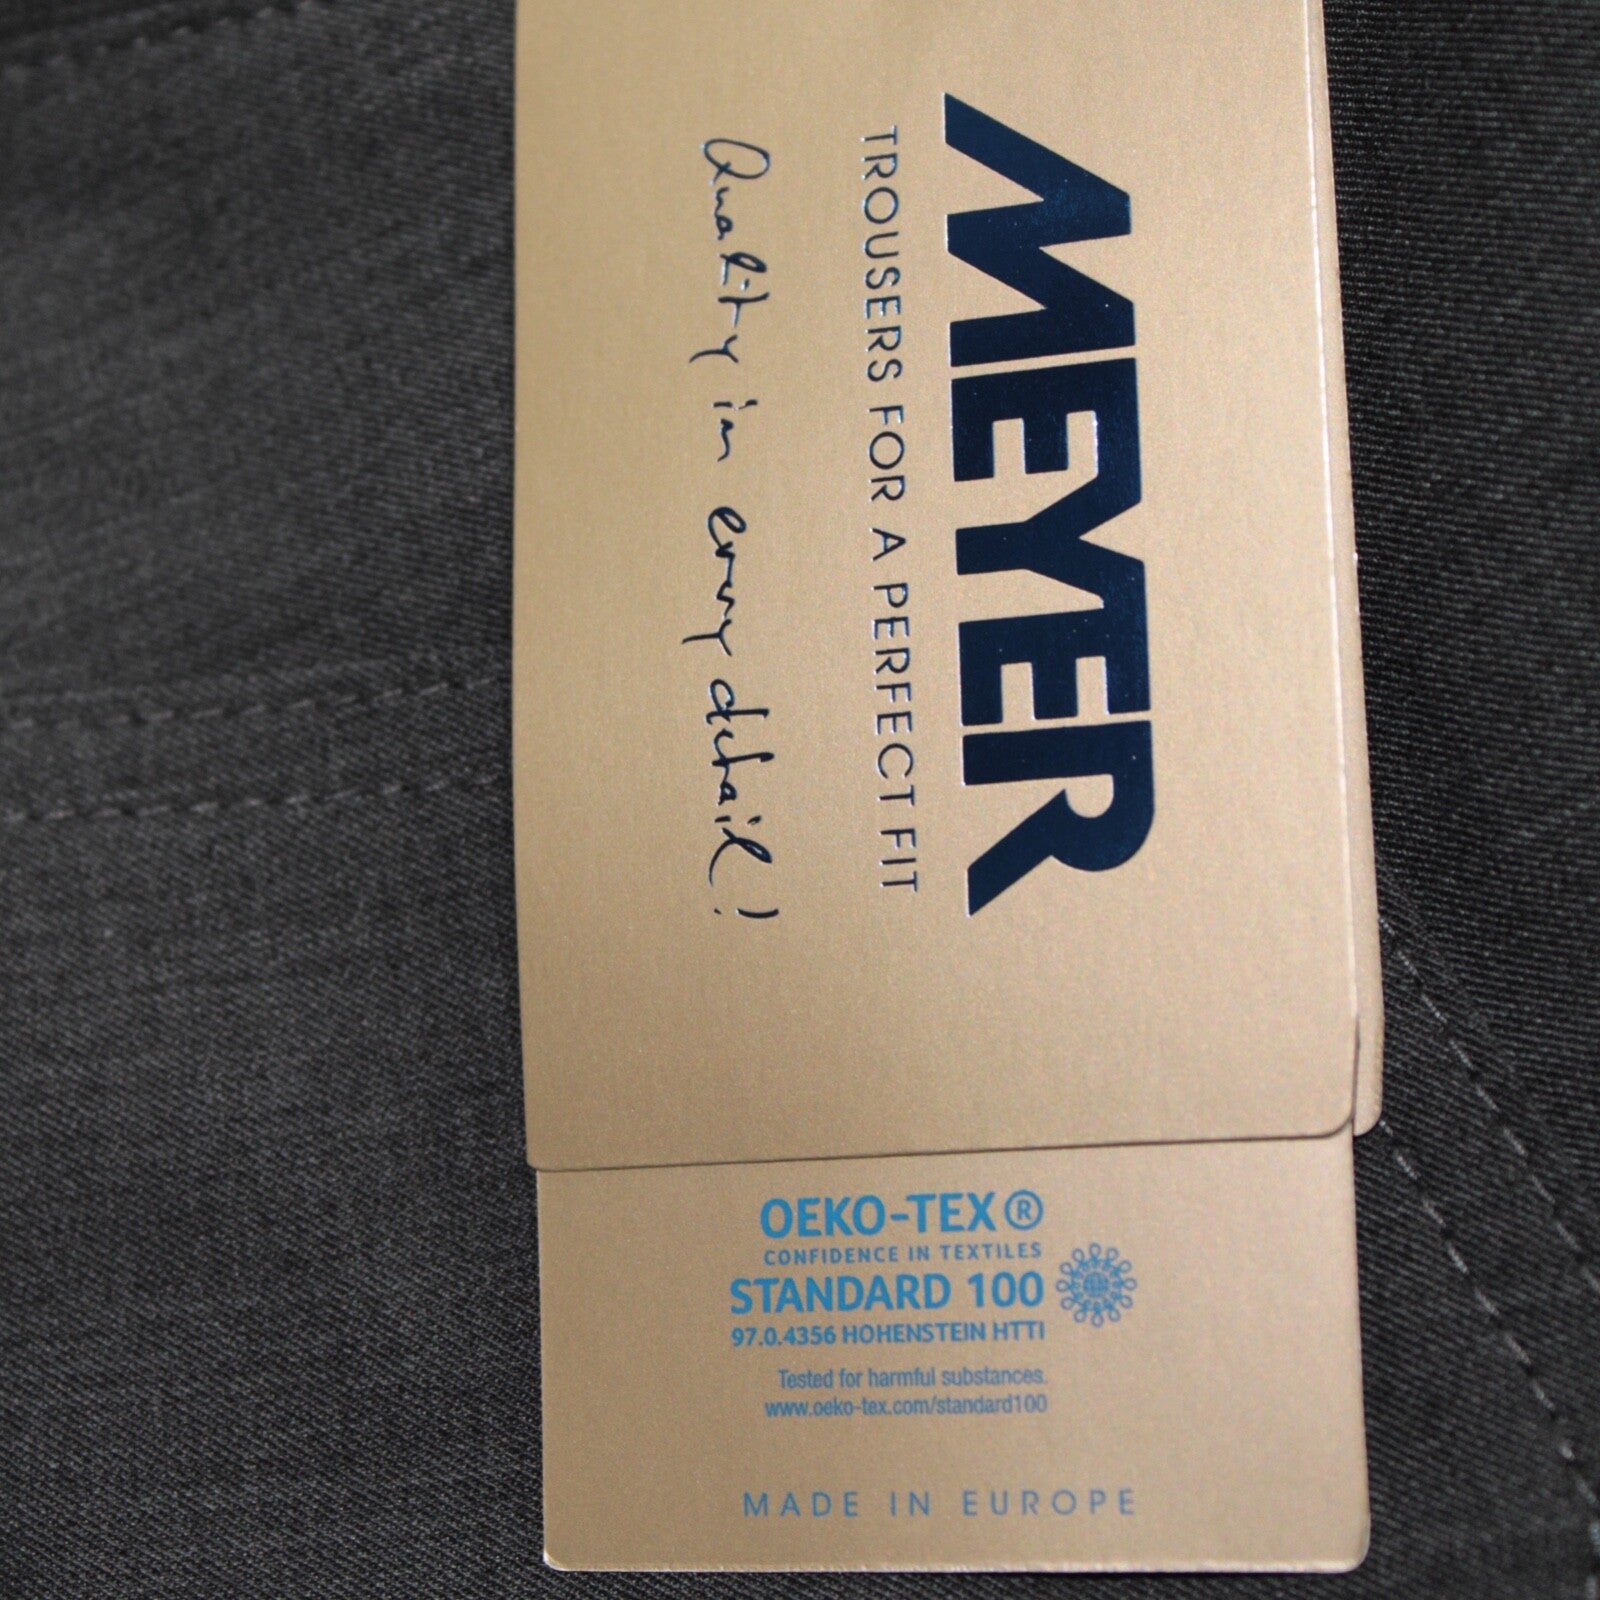 MEYER
TROUSERS FOR A PERFECT FIT
Quality in every detail!
OEKO-TEX®
CONFIDENCE IN TEXTILES
STANDARD 100
97.0.4356 HOHENSTEIN HTTI
Tested for harmful substances.
www.oeko-tex.com/standard100
MADE IN EUROPE